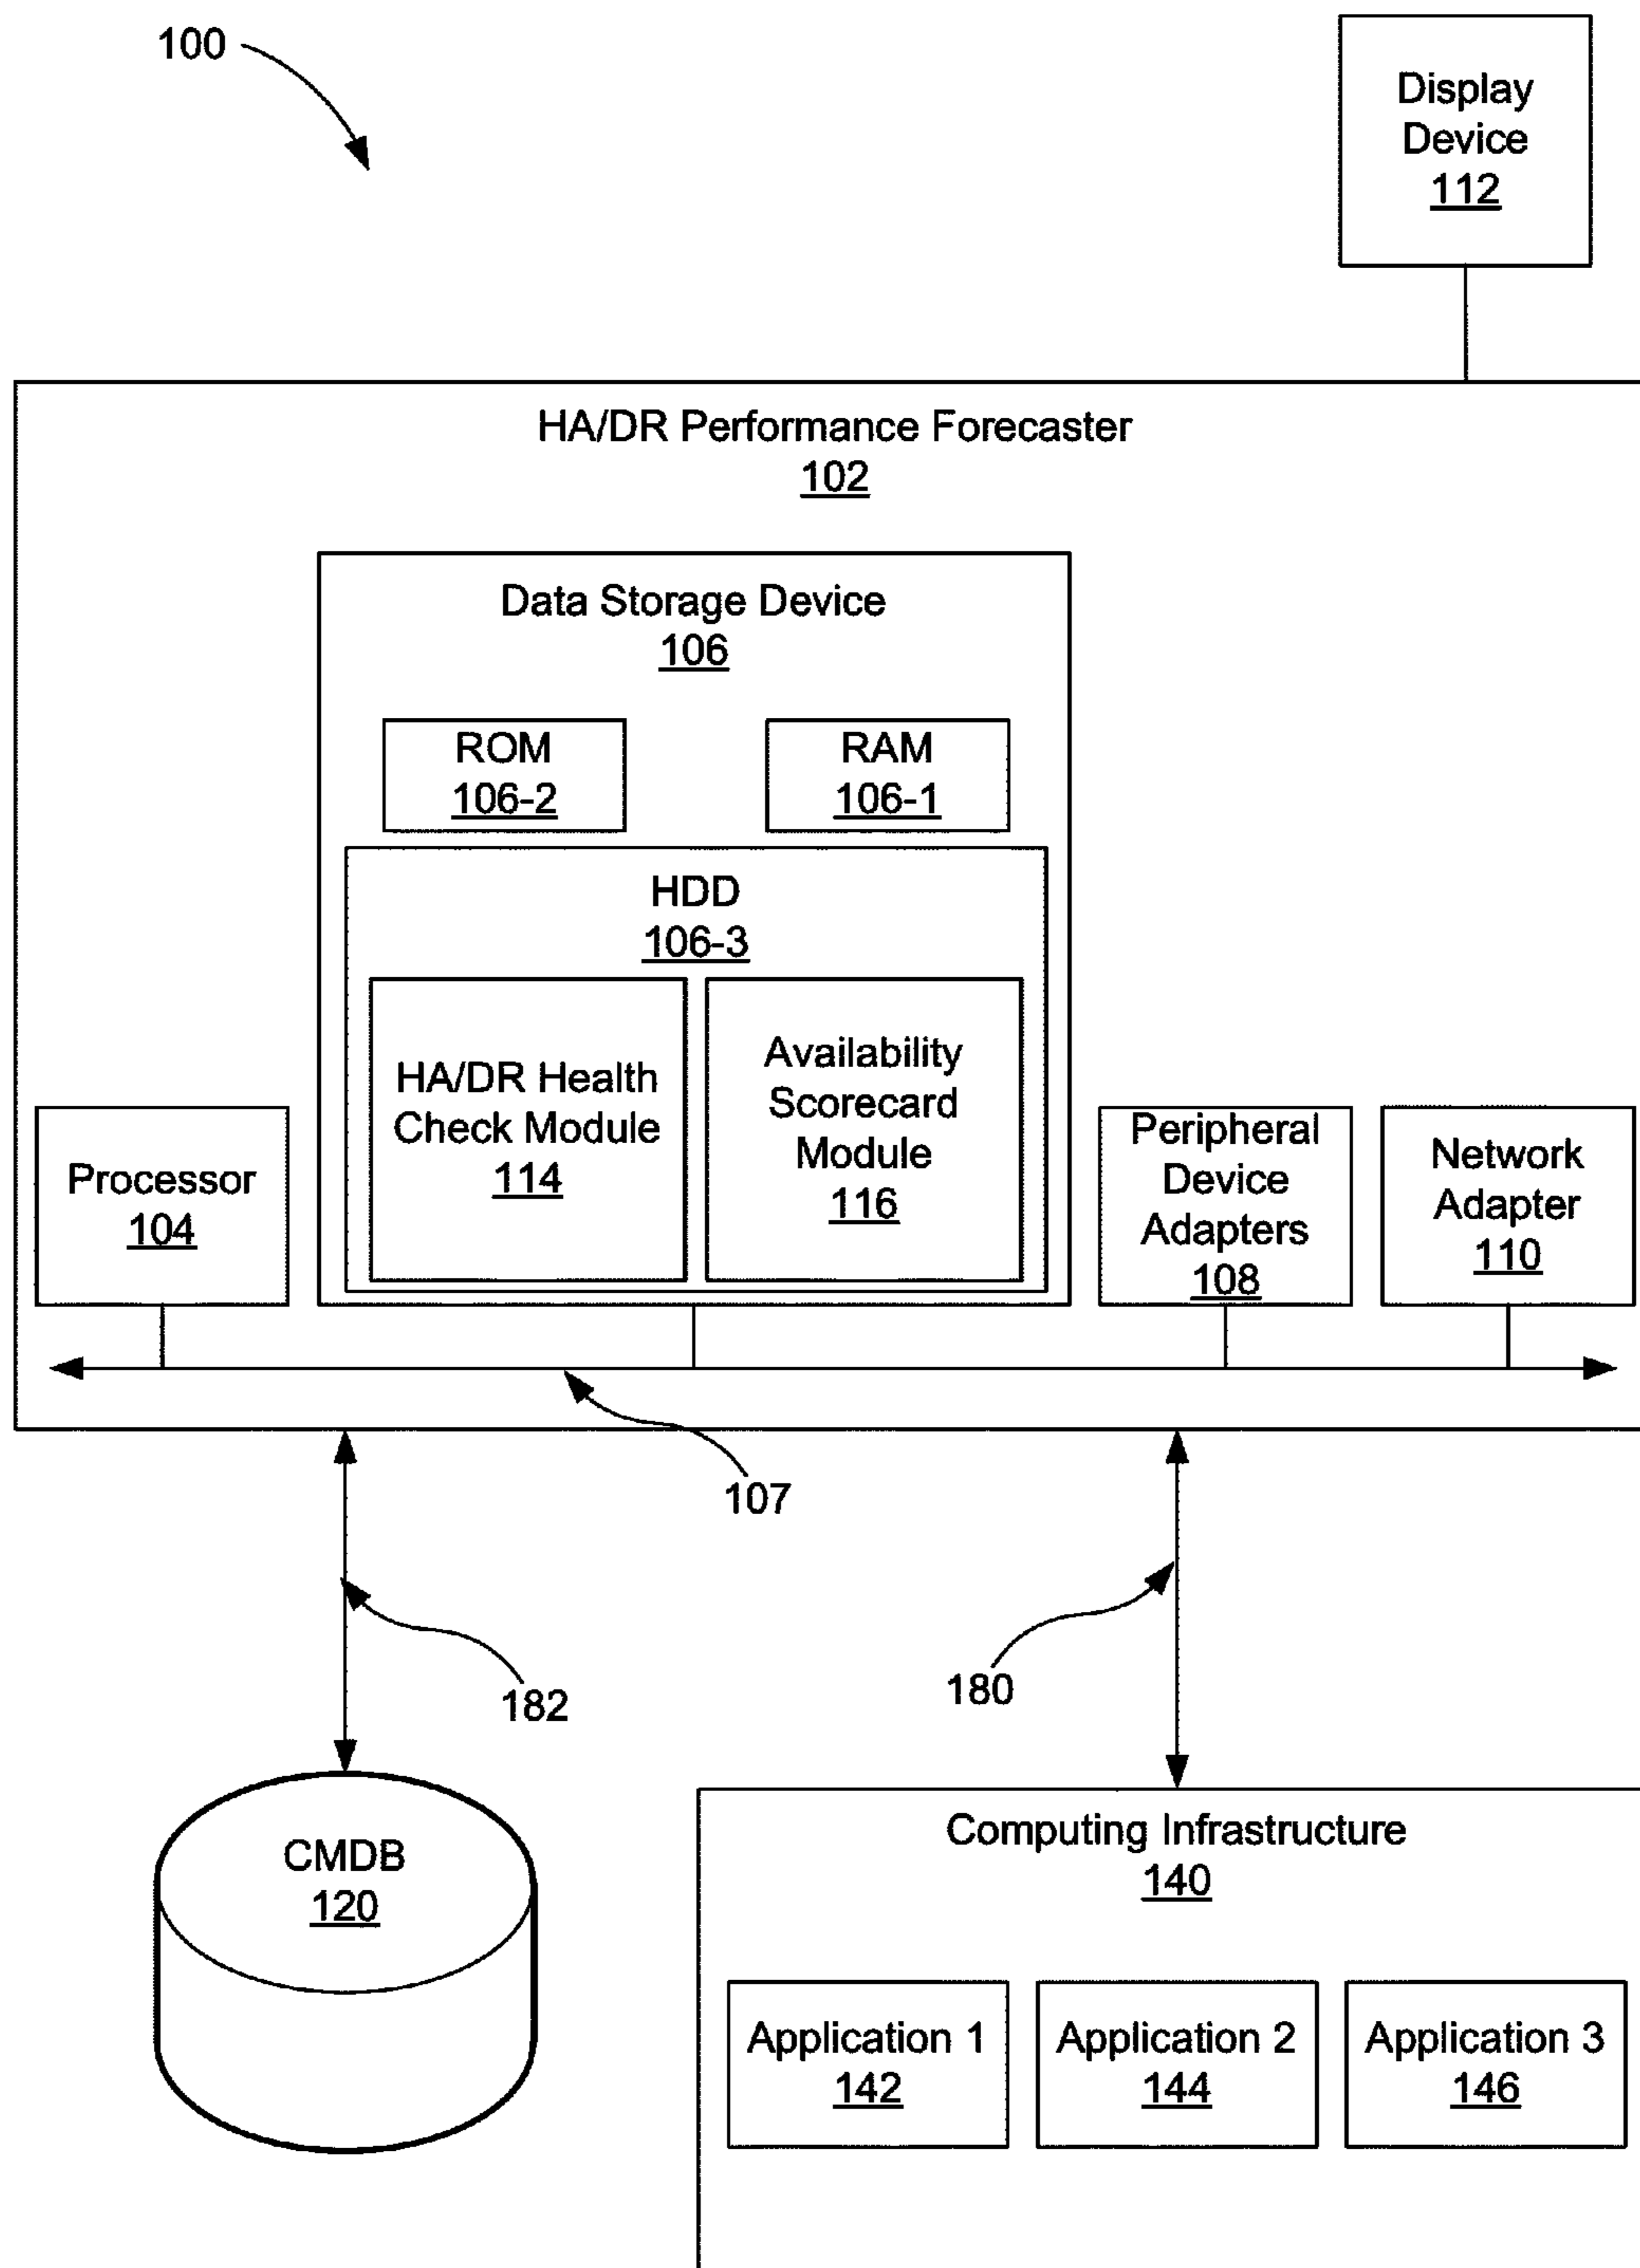 100
Display
Device
112
HA/DR Performance Forecaster
102
Data Storage Device
106
ROM
106-2
RAM
106-1
HDD
106-3
HA/DR Health
Check Module
114
Availability
Scorecard
Module
116
Processor
104
Peripheral
Device
Adapters
108
Network
Adapter
110
107
182
180
CMDB
120
Computing Infrastructure
140
Application 1
142
Application 2
144
Application 3
146